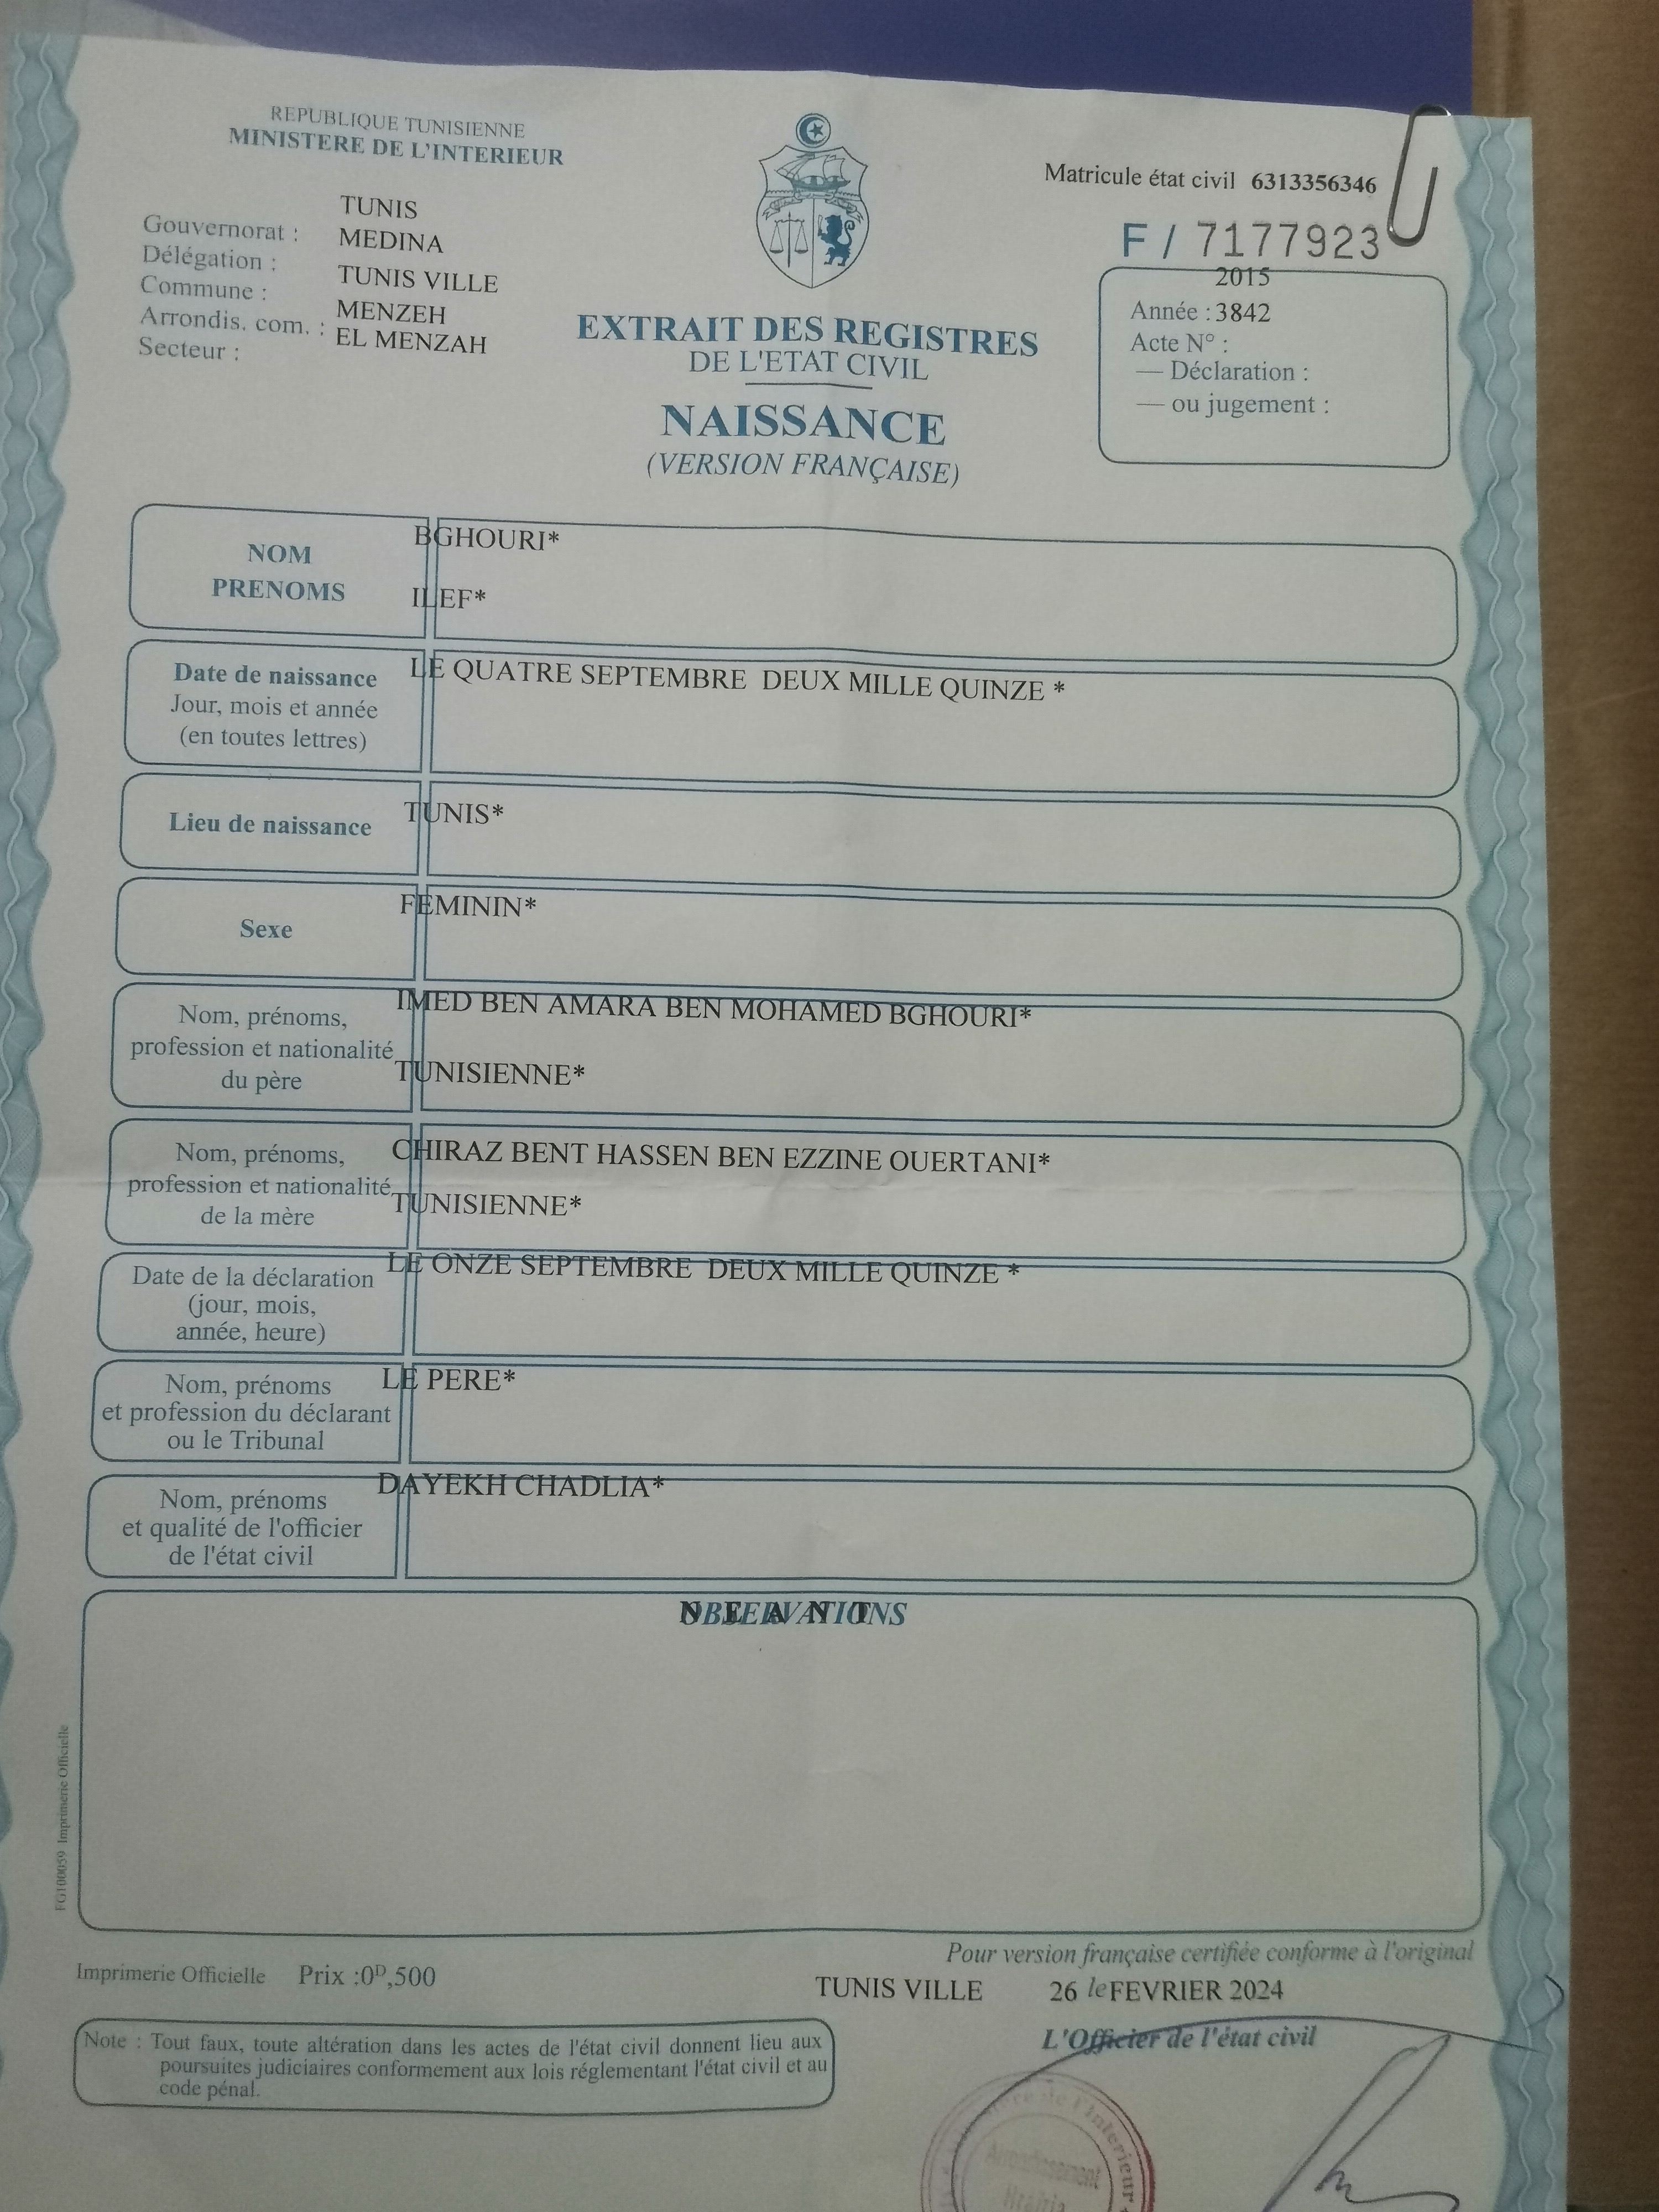 REPUBLIQUE TUNISIENNE
MINISTERE DE L'INTERIEUR
Matricule état civil 6313356346
F / 7177923
Gouvernorat : TUNIS
Délégation : MEDINA
Commune : TUNIS VILLE
Arrondis. com. : MENZEH
Secteur : EL MENZAH
2015
Année : 3842
Acte N° :
— Déclaration :
— ou jugement :
EXTRAIT DES REGISTRES
DE L'ETAT CIVIL
NAISSANCE
(VERSION FRANÇAISE)
NOM BGHOURI*
PRENOMS ILEF*
Date de naissance LE QUATRE SEPTEMBRE DEUX MILLE QUINZE *
Jour, mois et année
(en toutes lettres)
Lieu de naissance TUNIS*
Sexe FEMININ*
Nom, prénoms, IMED BEN AMARA BEN MOHAMED BGHOURI*
profession et nationalité
du père TUNISIENNE*
Nom, prénoms, CHIRAZ BENT HASSEN BEN EZZINE OUERTANI*
profession et nationalité TUNISIENNE*
de la mère
Date de la déclaration LE ONZE SEPTEMBRE DEUX MILLE QUINZE *
(jour, mois,
année, heure)
Nom, prénoms LE PERE*
et profession du déclarant
ou le Tribunal
Nom, prénoms DAYEKH CHADLIA*
et qualité de l'officier
de l'état civil
OBSERVATIONS
N E A N T
FG100059 Imprimerie Officielle
Pour version française certifiée conforme à l'original
Imprimerie Officielle Prix :0ᴰ,500
TUNIS VILLE 26 le FEVRIER 2024
L'Officier de l'état civil
Note : Tout faux, toute altération dans les actes de l'état civil donnent lieu aux
poursuites judiciaires conformement aux lois réglementant l'état civil et au
code pénal.
de l'Interieur
Arrondissement
Hrairia